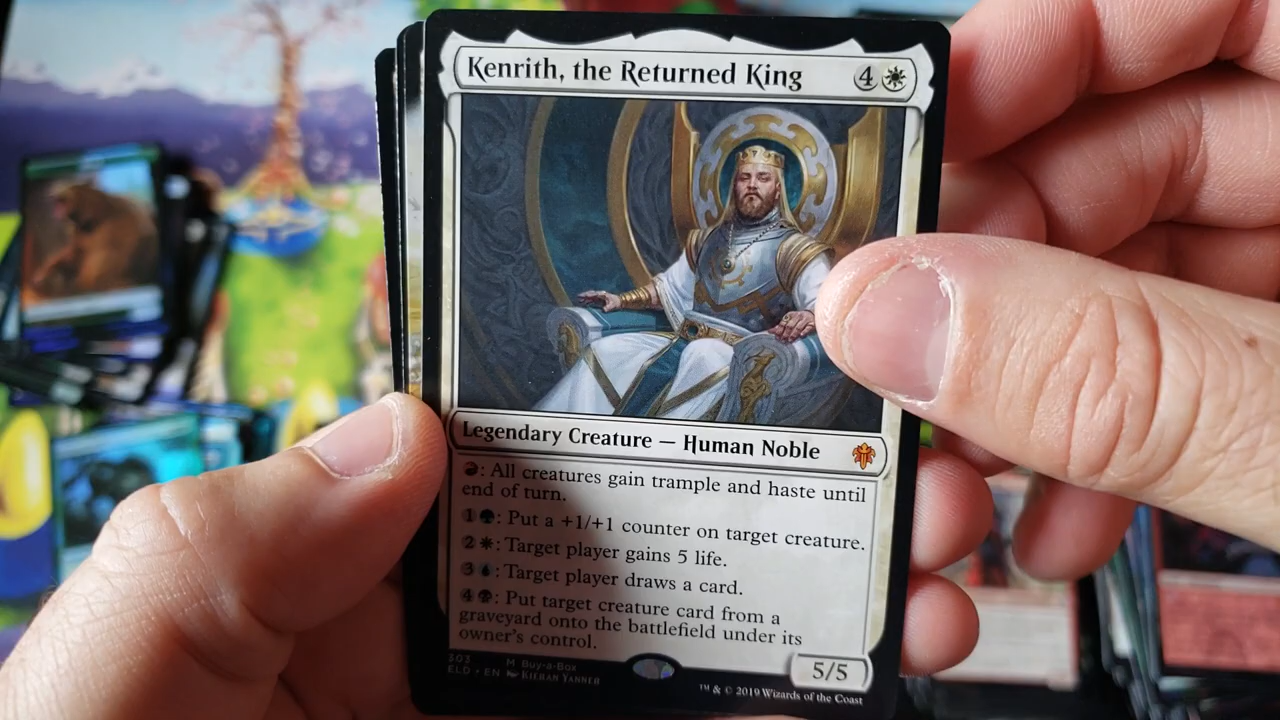 Kenrith, the Returned King 4
Legendary Creature — Human Noble
: All creatures gain trample and haste until
end of turn.
1 : Put a +1/+1 counter on target creature.
2 : Target player gains 5 life.
3 : Target player draws a card.
4 : Put target creature card from a
graveyard onto the battlefield under its
owner's control.
303 M Buy-a-Box
ELD • EN Kieran Yanner
5/5
™ & © 2019 Wizards of the Coast